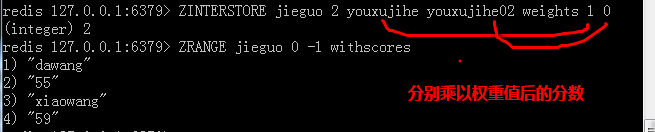 redis 127.0.0.1:6379> ZINTERSTORE jieguo 2 youxujihe youxujihe02 weights 1 0
(integer) 2
redis 127.0.0.1:6379> ZRANGE jieguo 0 -1 withscores
1) "dawang"
2) "55"
3) "xiaowang"
4) "59"
分别乘以权重值后的分数